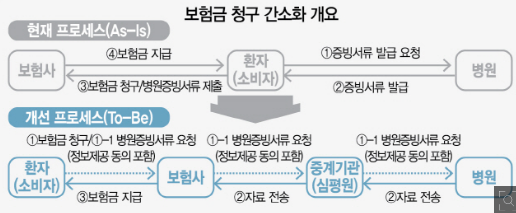 보험금 청구 간소화 개요
현재 프로세스(As-Is)
④보험금 지급
①증빙서류 발급 요청
보험사
환자
(소비자)
병원
③보험금 청구/병원증빙서류 제출
②증빙서류 발급
개선 프로세스(To-Be)
①보험금 청구/①-1 병원증빙서류 요청
(정보제공 동의 포함)
①-1 병원증빙서류 요청
(정보제공 동의 포함)
①-1 병원증빙서류 요청
(정보제공 동의 포함)
환자
(소비자)
보험사
중계기관
(심평원)
병원
③보험금 지급
②자료 전송
②자료 전송